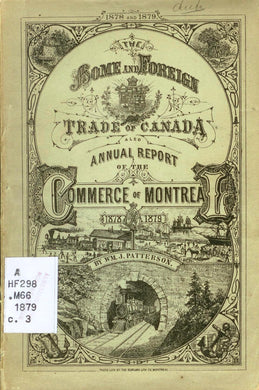 1878 AND 1879
THE
HOME AND FOREIGN
TRADE OF CANADA
ALSO
ANNUAL REPORT
OF THE
COMMERCE OF MONTREAL
1878 1879
BY WM. J. PATTERSON.
A
HF298
.M66
1879
c. 3